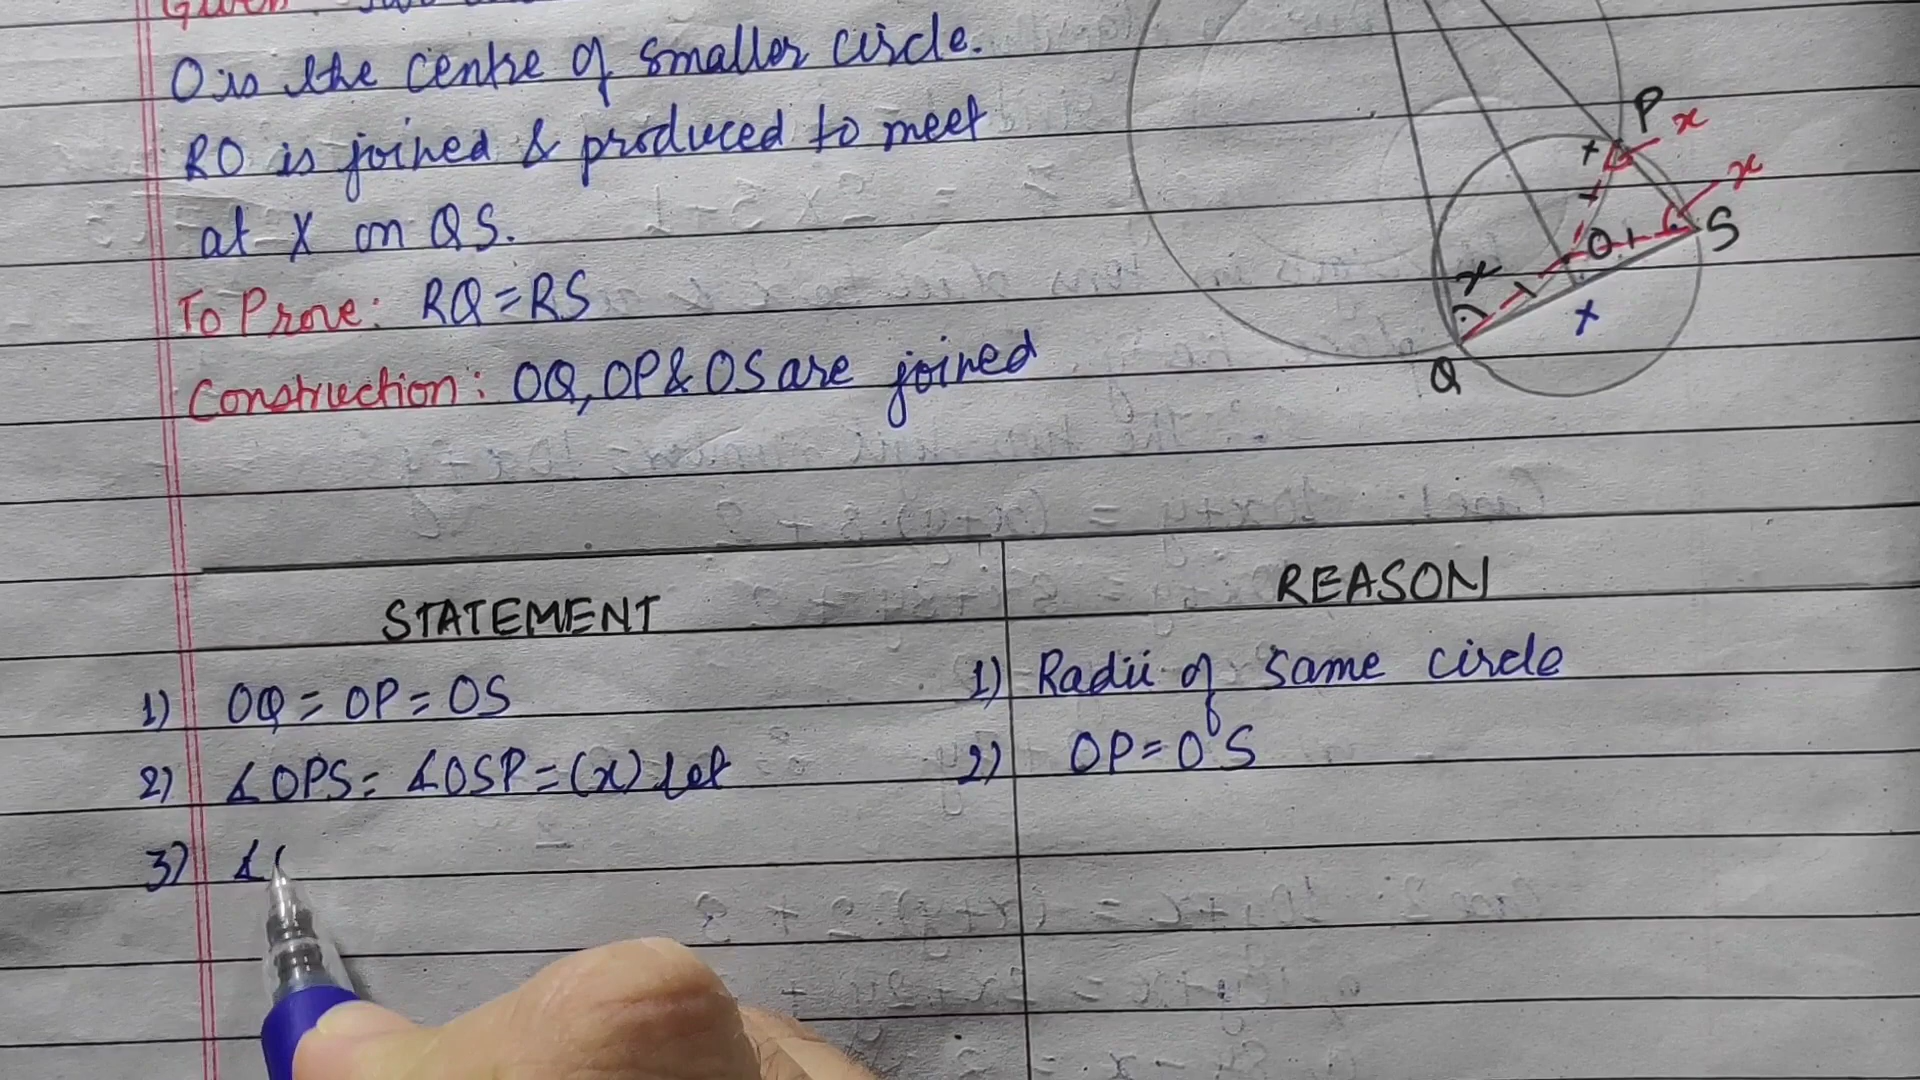 Given
O is the centre of smaller circle.
RO is joined & produced to meet
at X on QS.
To Prove: RQ=RS
Construction: OQ, OP & OS are joined
P x
x
O S
x
X
Q
STATEMENT REASON
1) OQ = OP = OS 1) Radii of same circle
2) ∡OPS = ∡OSP = (x) Let 2) OP = OS
3) ∡